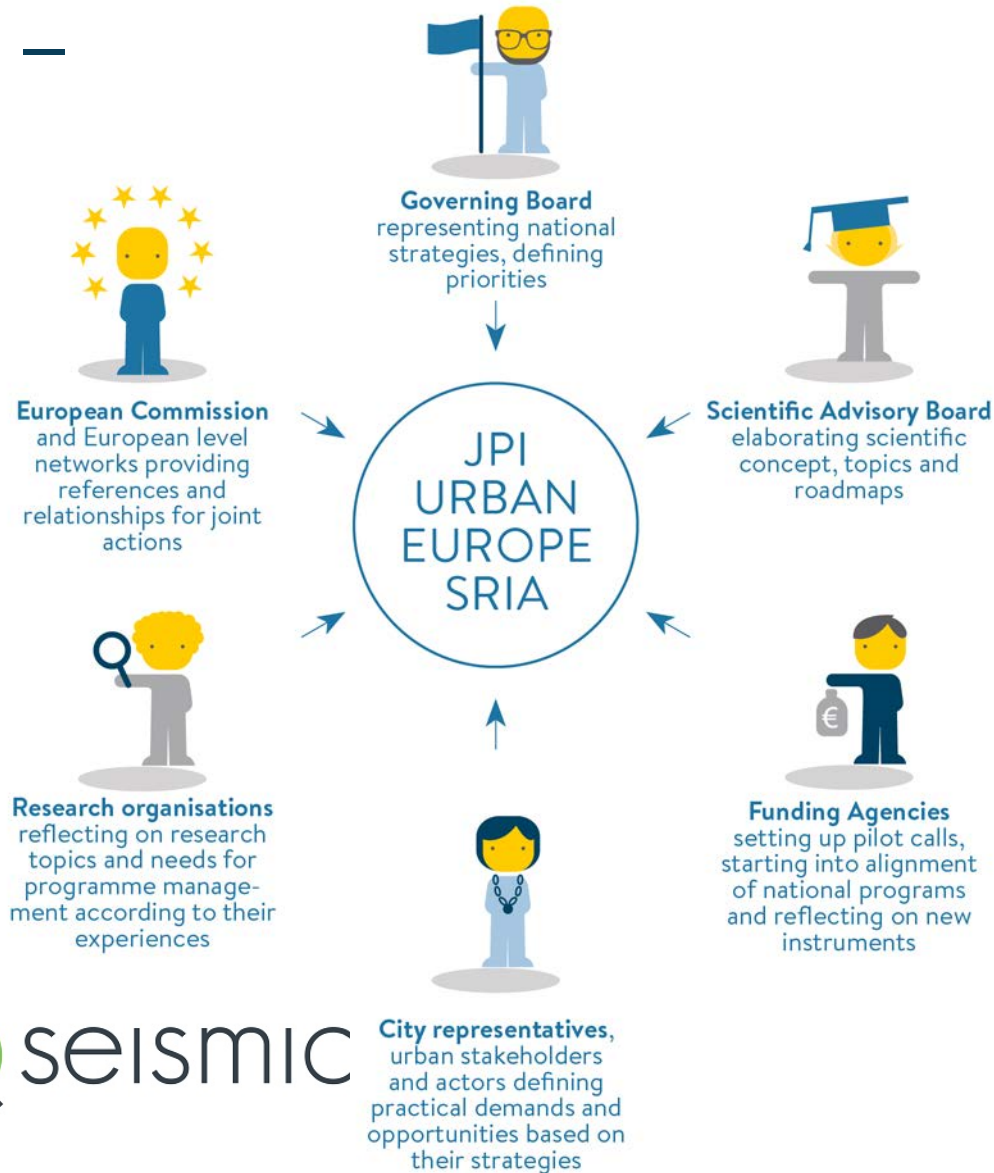 Governing Board
representing national
strategies, defining
priorities
European Commission
and European level
networks providing
references and
relationships for joint
actions
JPI
URBAN
EUROPE
SRIA
Scientific Advisory Board
elaborating scientific
concept, topics and
roadmaps
Research organisations
reflecting on research
topics and needs for
programme manage-
ment according to their
experiences
€
Funding Agencies
setting up pilot calls,
starting into alignment
of national programs
and reflecting on new
instruments
City representatives,
urban stakeholders
and actors defining
practical demands and
opportunities based on
their strategies
seismic